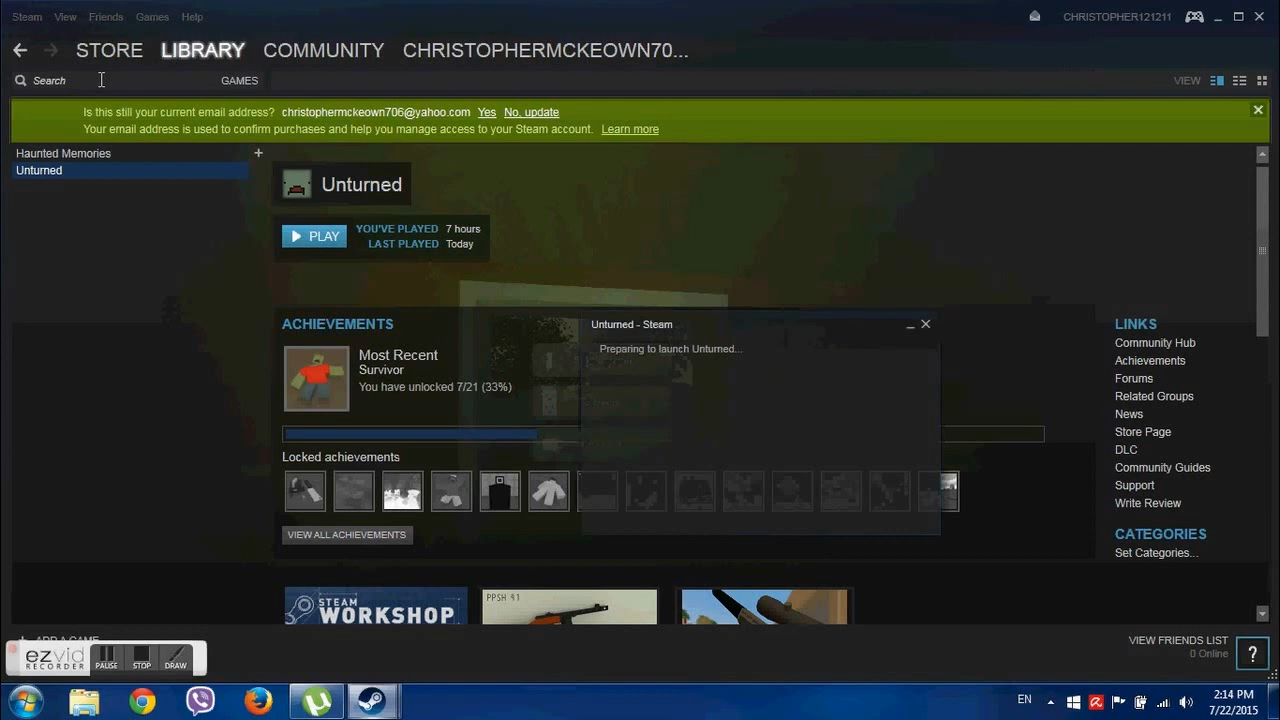 Steam View Friends Games Help
CHRISTOPHER121211
STORE LIBRARY COMMUNITY CHRISTOPHERMCKEOWN70...
Search GAMES VIEW
Is this still your current email address? christophermckeown706@yahoo.com Yes No, update
Your email address is used to confirm purchases and help you manage access to your Steam account. Learn more
Haunted Memories +
Unturned
Unturned
PLAY
YOU'VE PLAYED 7 hours
LAST PLAYED Today
ACHIEVEMENTS
Most Recent
Survivor
You have unlocked 7/21 (33%)
Locked achievements
VIEW ALL ACHIEVEMENTS
Unturned - Steam
Preparing to launch Unturned...
LINKS
Community Hub
Achievements
Forums
Related Groups
News
Store Page
DLC
Community Guides
Support
Write Review
CATEGORIES
Set Categories...
STEAM
WORKSHOP
PPSH 41
+ ADD A GAME
ezvid
RECORDER
PAUSE STOP DRAW
VIEW FRIENDS LIST
0 Online
?
EN
2:14 PM
7/22/2015